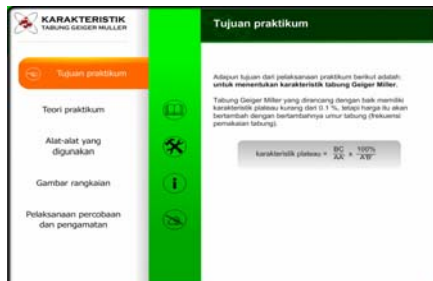 KARAKTERISTIK
TABUNG GEIGER MULLER
Tujuan praktikum
Teori praktikum
Alat-alat yang
digunakan
Gambar rangkaian
Pelaksanaan percobaan
dan pengamatan
Tujuan praktikum
Adapun tujuan dari pelaksanaan praktikum berikut adalah:
untuk menentukan karakteristik tabung Geiger Miller.
Tabung Geiger Miller yang dirancang dengan baik memiliki
karakteristik plateau kurang dari 0.1 %, tetapi harga itu akan
bertambah dengan bertambahnya umur tabung (frekuensi
pemakaian tabung).
karakteristik plateau = BC/AA' x 100%/A'B'